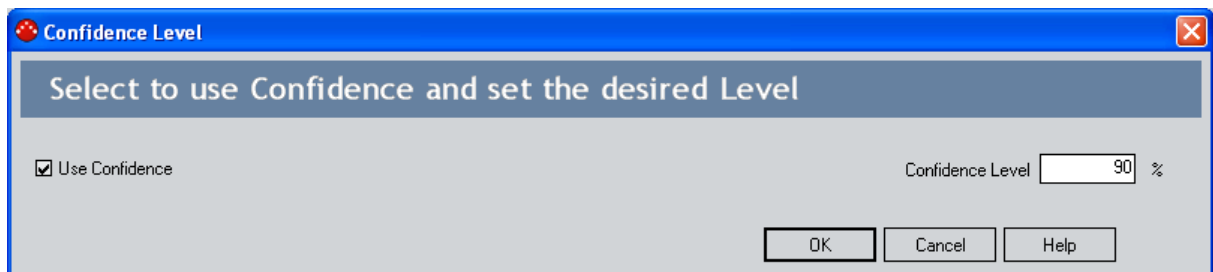 Confidence Level
Select to use Confidence and set the desired Level
Use Confidence
Confidence Level 90 %
OK Cancel Help